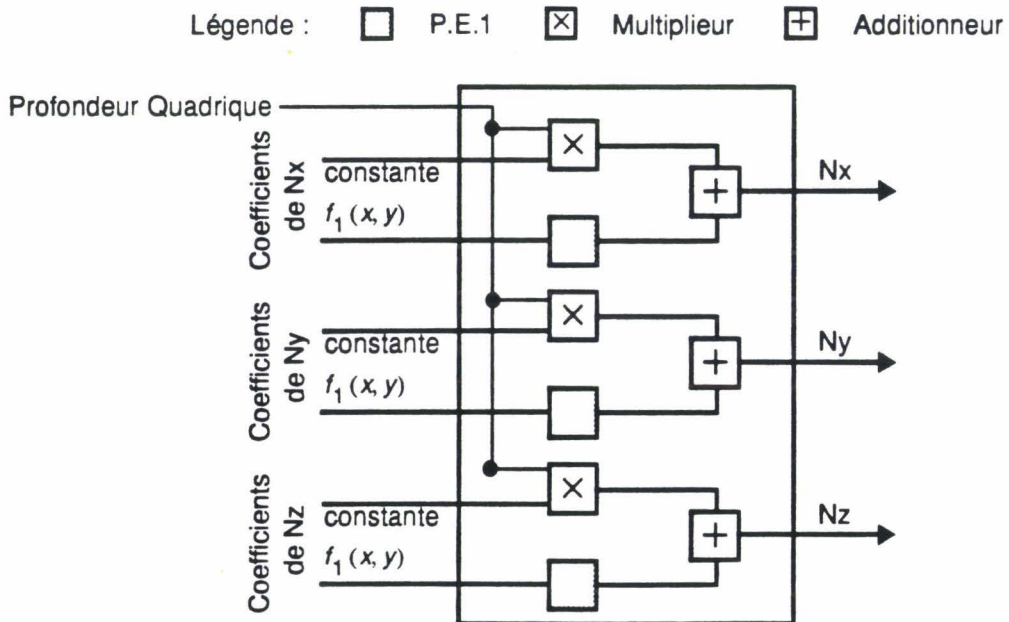 Légende : P.E.1 × Multiplieur + Additionneur
Profondeur Quadrique
Coefficients
de Nx
constante
f₁ (x, y)
×
+
Nx
Coefficients
de Ny
constante
f₁ (x, y)
×
+
Ny
Coefficients
de Nz
constante
f₁ (x, y)
×
+
Nz